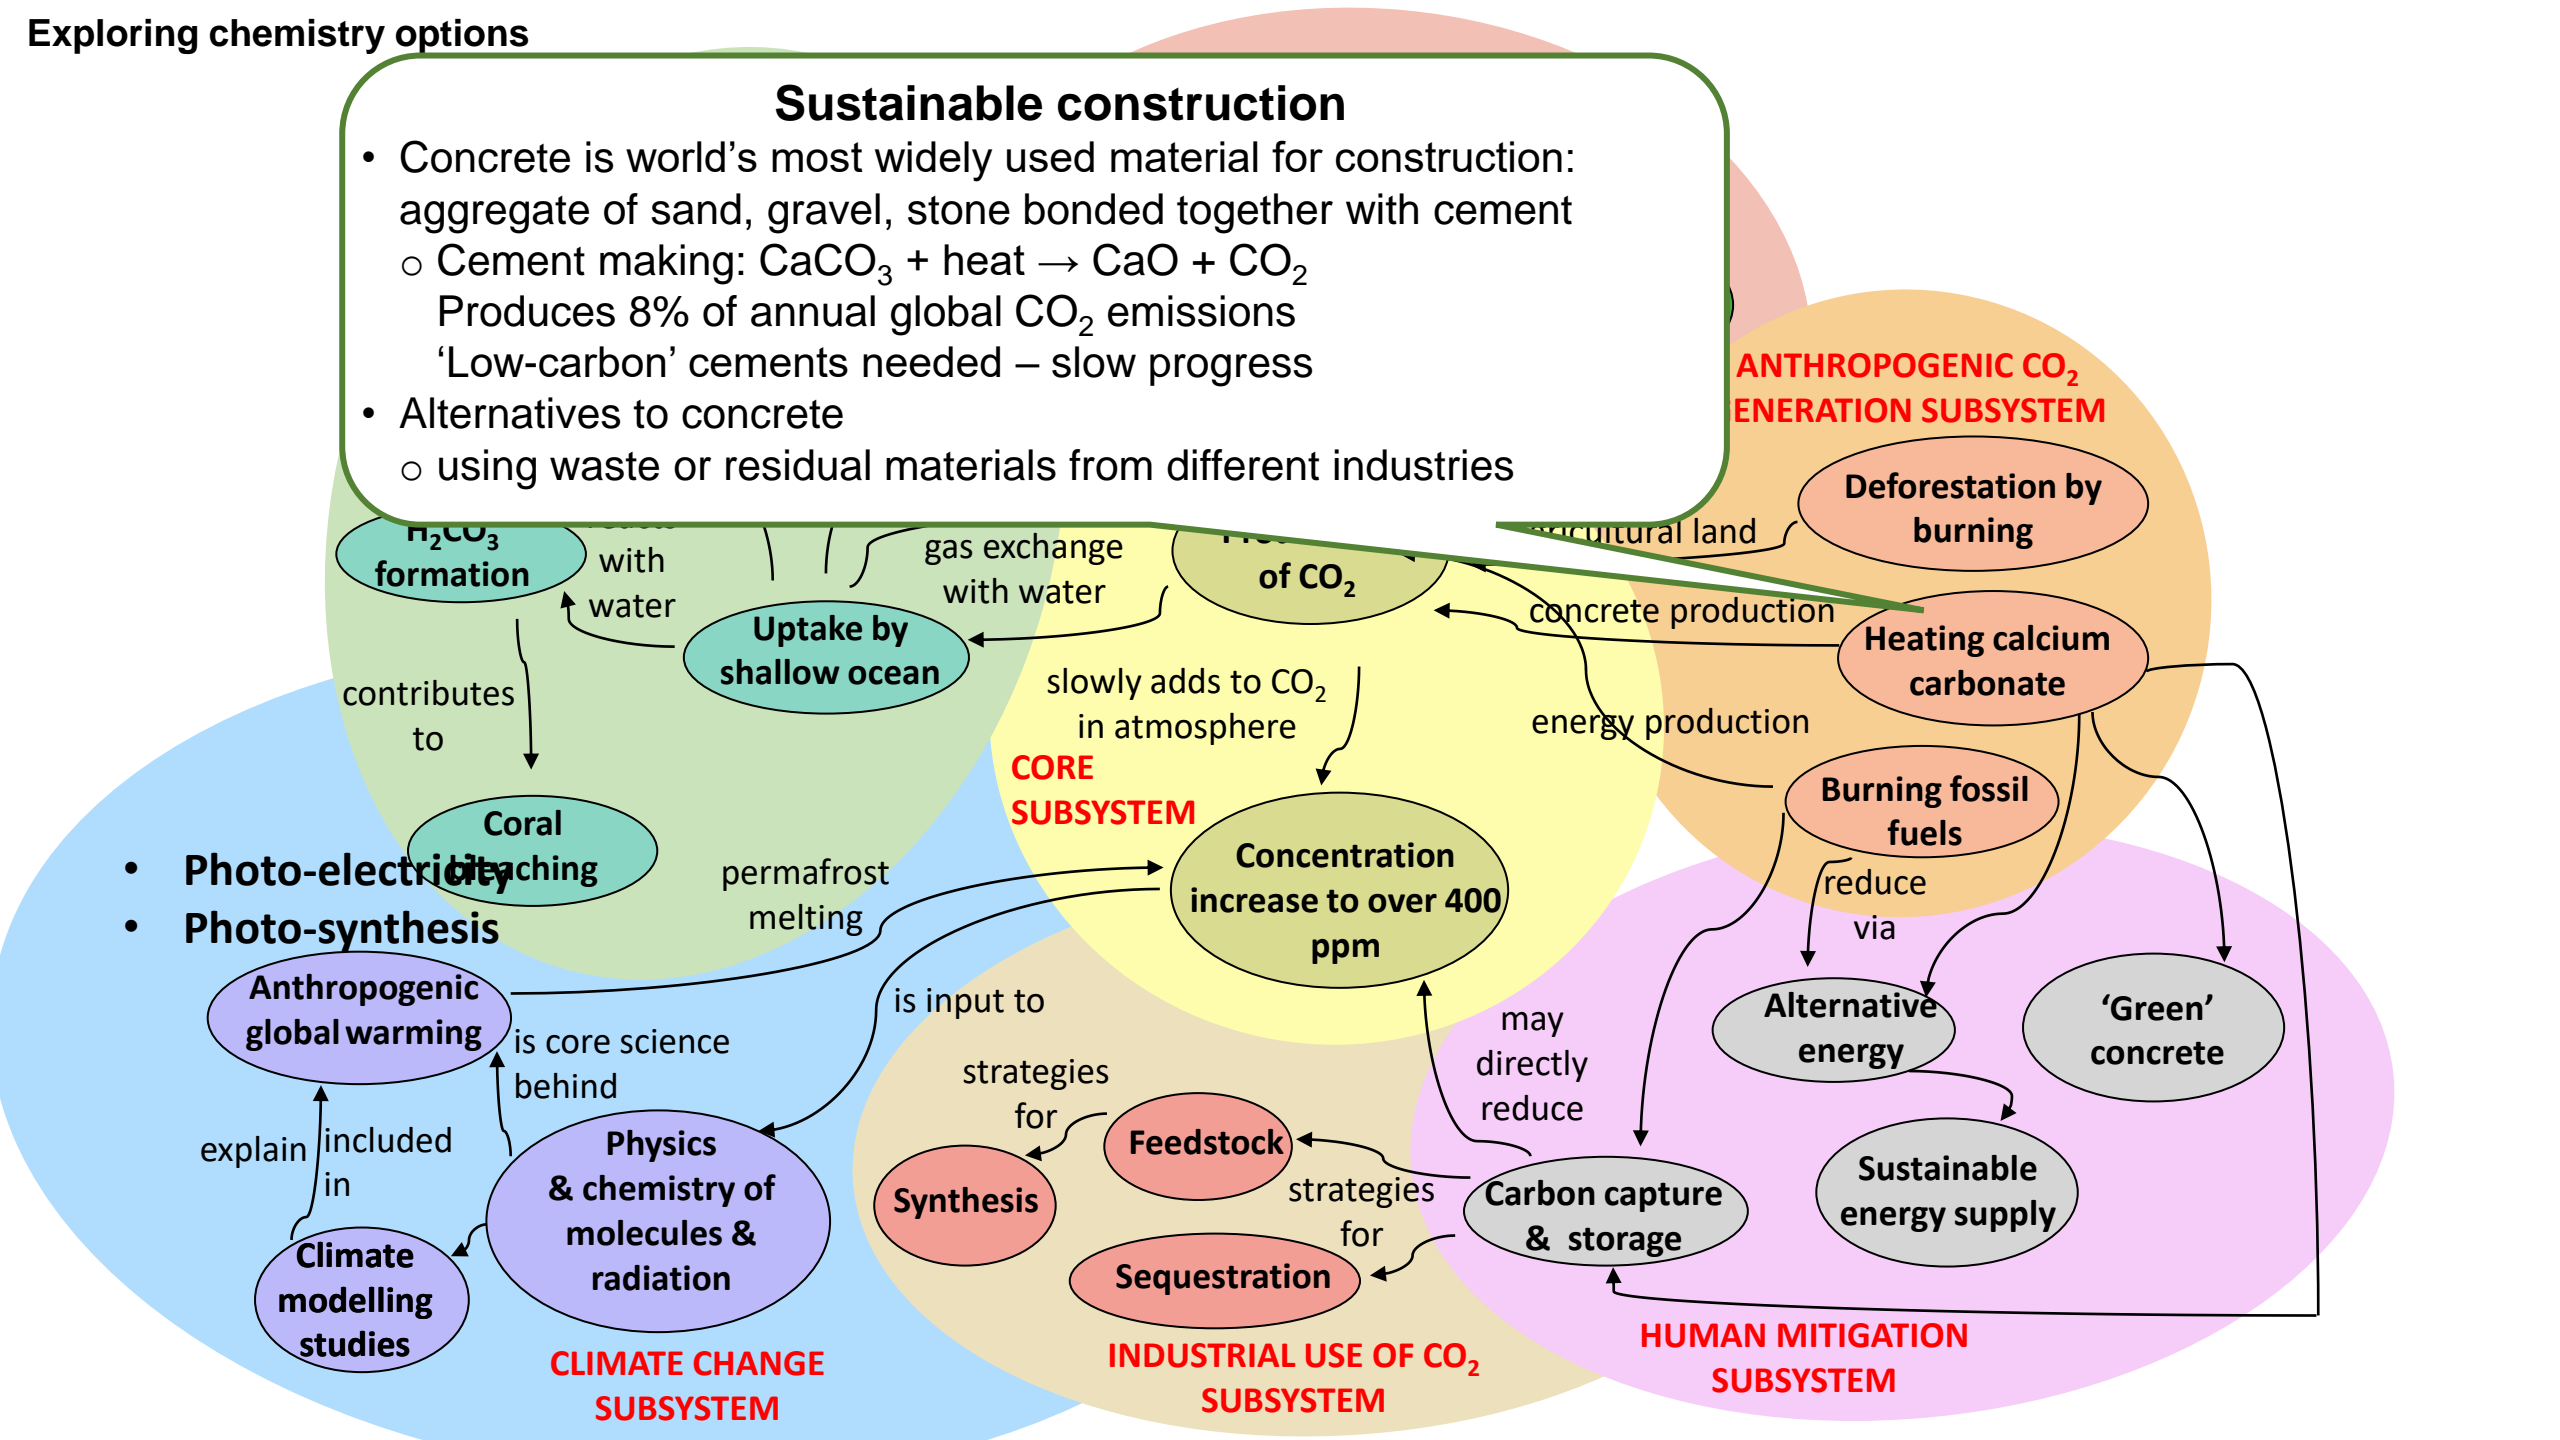 Exploring chemistry options
Sustainable construction
• Concrete is world’s most widely used material for construction:
aggregate of sand, gravel, stone bonded together with cement
o Cement making: CaCO₃ + heat → CaO + CO₂
Produces 8% of annual global CO₂ emissions
‘Low-carbon’ cements needed – slow progress
• Alternatives to concrete
o using waste or residual materials from different industries
ANTHROPOGENIC CO₂
ENERATION SUBSYSTEM
Deforestation by
burning
land
H₂CO₃
formation
with
water
gas exchange
with water
of CO₂
Uptake by
shallow ocean
concrete production
Heating calcium
carbonate
contributes
to
slowly adds to CO₂
in atmosphere
energy production
CORE
SUBSYSTEM
Burning fossil
fuels
Coral
bleaching
• Photo-electricity
• Photo-synthesis
permafrost
melting
Concentration
increase to over 400
ppm
reduce
via
Anthropogenic
global warming
is input to
is core science
behind
may
directly
reduce
Alternative
energy
‘Green’
concrete
strategies
for
explain
included
in
Physics
& chemistry of
molecules &
radiation
Feedstock
Synthesis
strategies
for
Carbon capture
& storage
Sustainable
energy supply
Climate
modelling
studies
Sequestration
CLIMATE CHANGE
SUBSYSTEM
INDUSTRIAL USE OF CO₂
SUBSYSTEM
HUMAN MITIGATION
SUBSYSTEM